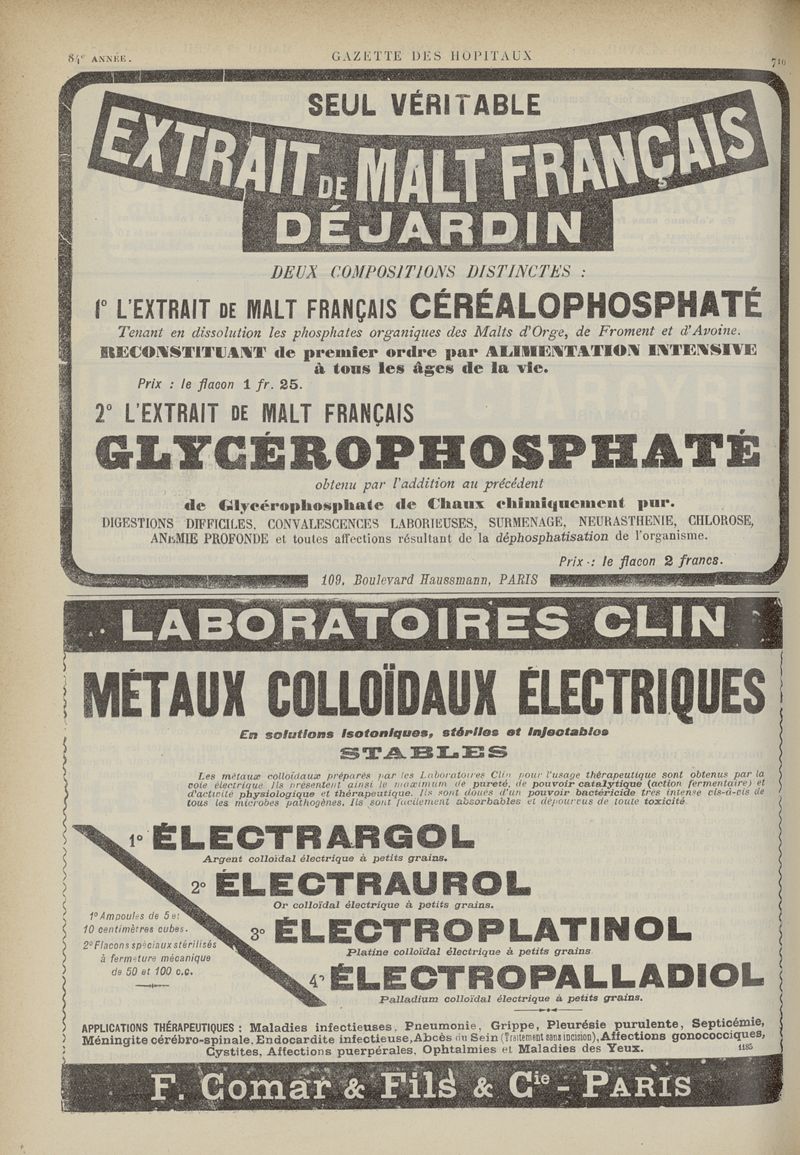 84e ANNÉE.
GAZETTE DES HOPITAUX
710
SEUL VÉRITABLE
EXTRAIT DE MALT FRANÇAIS
DÉJARDIN
DEUX COMPOSITIONS DISTINCTES :
1° L'EXTRAIT DE MALT FRANÇAIS CÉRÉALOPHOSPHATÉ
Tenant en dissolution les phosphates organiques des Malts d'Orge, de Froment et d'Avoine.
RECONSTITUANT de premier ordre par ALIMENTATION INTENSIVE
à tous les âges de la vie.
Prix : le flacon 1 fr. 25.
2° L'EXTRAIT DE MALT FRANÇAIS
GLYCÉROPHOSPHATÉ
obtenu par l'addition au précédent
de Glycérophosphate de Chaux chimiquement pur.
DIGESTIONS DIFFICILES, CONVALESCENCES LABORIEUSES, SURMENAGE, NEURASTHENIE, CHLOROSE,
ANÉMIE PROFONDE et toutes affections résultant de la déphosphatisation de l'organisme.
Prix : le flacon 2 francs.
109, Boulevard Haussmann, PARIS
LABORATOIRES CLIN
MÉTAUX COLLOÏDAUX ÉLECTRIQUES
En solutions isotoniques, stériles et injectables
STABLES
Les métaux colloïdaux préparés par les Laboratoires Clin pour l'usage thérapeutique sont obtenus par la
voie électrique. Ils présentent ainsi le maximum de pureté, de pouvoir catalytique (action fermentaire) et
d'activité physiologique et thérapeutique. Ils sont doués d'un pouvoir bactéricide très intense vis-à-vis de
tous les microbes pathogènes. Ils sont facilement absorbables et dépourvus de toute toxicité.
1° ÉLECTRARGOL
Argent colloïdal électrique à petits grains.
2° ÉLECTRAUROL
Or colloïdal électrique à petits grains.
3° ÉLECTROPLATINOL
Platine colloïdal électrique à petits grains
4° ÉLECTROPALLADIOL
Palladium colloïdal électrique à petits grains.
1° Ampoules de 5 et
10 centimètres cubes.
2° Flacons spéciaux stérilisés
à fermeture mécanique
de 50 et 100 c.c.
APPLICATIONS THÉRAPEUTIQUES : Maladies infectieuses, Pneumonie, Grippe, Pleurésie purulente, Septicémie,
Méningite cérébro-spinale, Endocardite infectieuse, Abcès du Sein (Traitement sans incision), Affections gonococciques,
Cystites, Affections puerpérales, Ophtalmies et Maladies des Yeux.
1185
F. Comar & Fils & Cie - PARIS